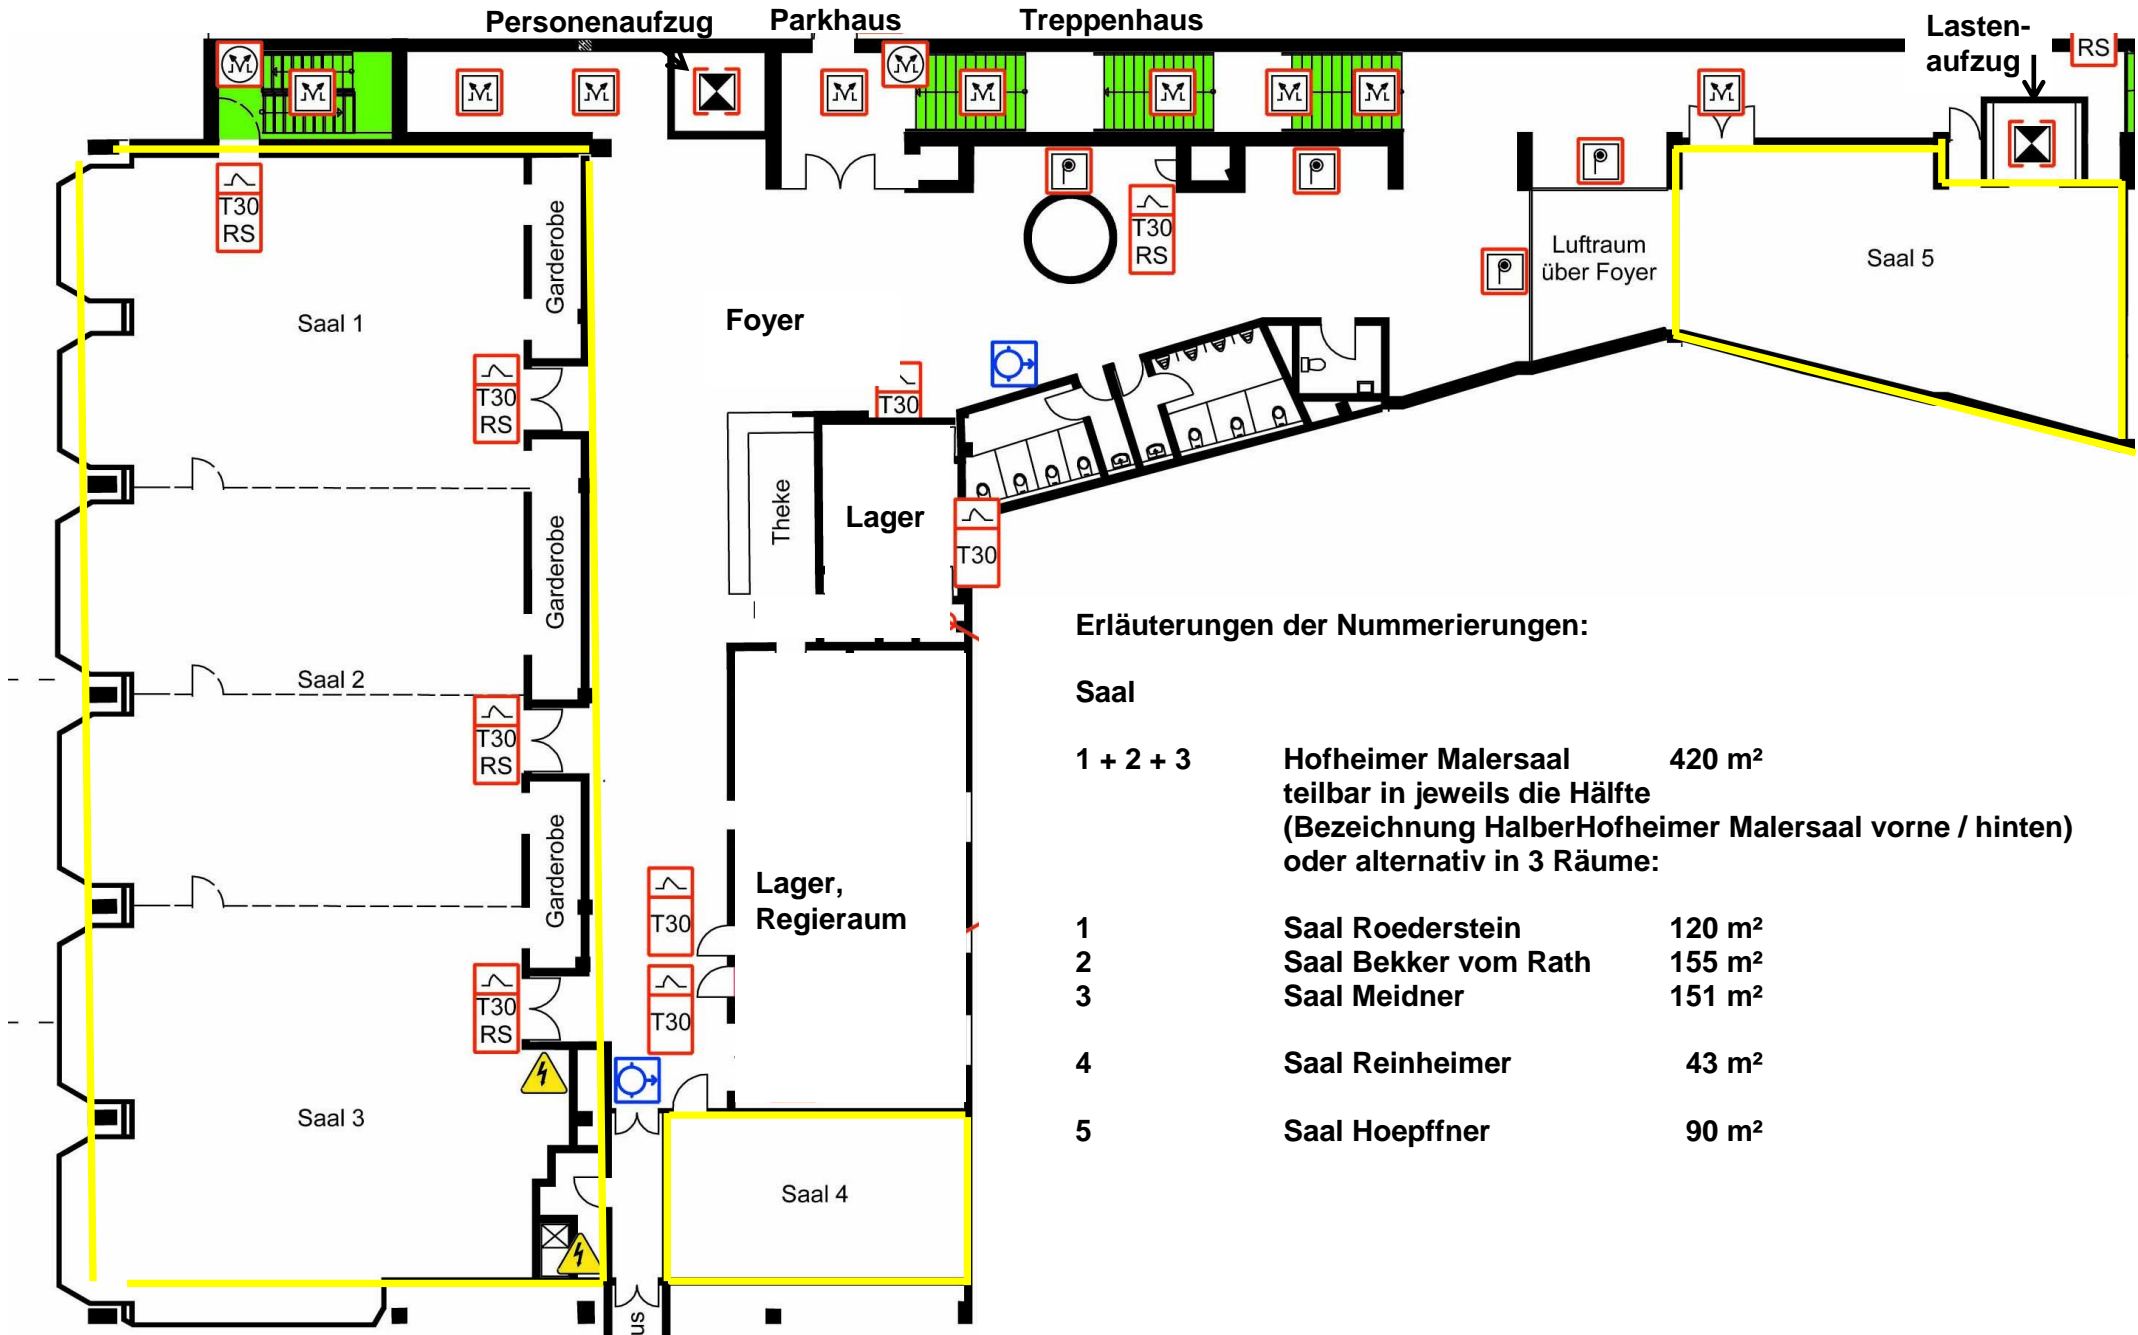 Personenaufzug
Parkhaus
Treppenhaus
Lasten-
aufzug
RS
T30
RS
Garderobe
Saal 1
T30
RS
Foyer
T30
RS
Luftraum
über Foyer
Saal 5
T30
Theke
Lager
T30
Garderobe
Saal 2
T30
RS
Garderobe
Lager,
Regieraum
T30
T30
T30
RS
Saal 3
Saal 4
us
Erläuterungen der Nummerierungen:
Saal
1 + 2 + 3 Hofheimer Malersaal 420 m²
teilbar in jeweils die Hälfte
(Bezeichnung HalberHofheimer Malersaal vorne / hinten)
oder alternativ in 3 Räume:
1 Saal Roederstein 120 m²
2 Saal Bekker vom Rath 155 m²
3 Saal Meidner 151 m²
4 Saal Reinheimer 43 m²
5 Saal Hoepffner 90 m²